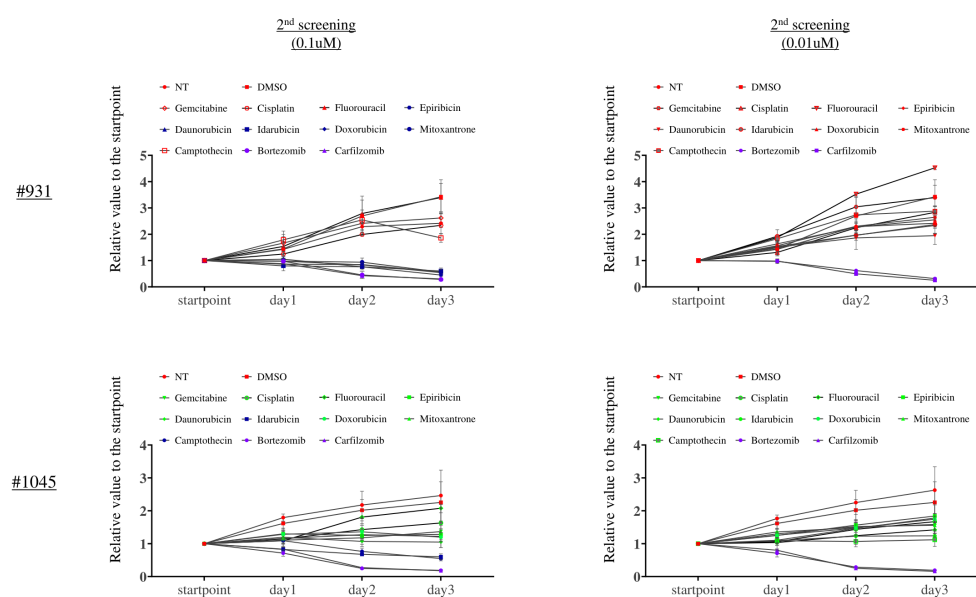 2nd screening
(0.1uM)
2nd screening
(0.01uM)
#931
Relative value to the startpoint
NT DMSO
Gemcitabine Cisplatin Fluorouracil Epiribicin
Daunorubicin Idarubicin Doxorubicin Mitoxantrone
Camptothecin Bortezomib Carfilzomib
5
4
3
2
1
0
startpoint day1 day2 day3
Relative value to the startpoint
NT DMSO
Gemcitabine Cisplatin Fluorouracil Epiribicin
Daunorubicin Idarubicin Doxorubicin Mitoxantrone
Camptothecin Bortezomib Carfilzomib
5
4
3
2
1
0
startpoint day1 day2 day3
#1045
Relative value to the startpoint
NT DMSO
Gemcitabine Cisplatin Fluorouracil Epiribicin
Daunorubicin Idarubicin Doxorubicin Mitoxantrone
Camptothecin Bortezomib Carfilzomib
4
3
2
1
0
startpoint day1 day2 day3
Relative value to the startpoint
NT DMSO
Gemcitabine Cisplatin Fluorouracil Epiribicin
Daunorubicin Idarubicin Doxorubicin Mitoxantrone
Camptothecin Bortezomib Carfilzomib
4
3
2
1
0
startpoint day1 day2 day3